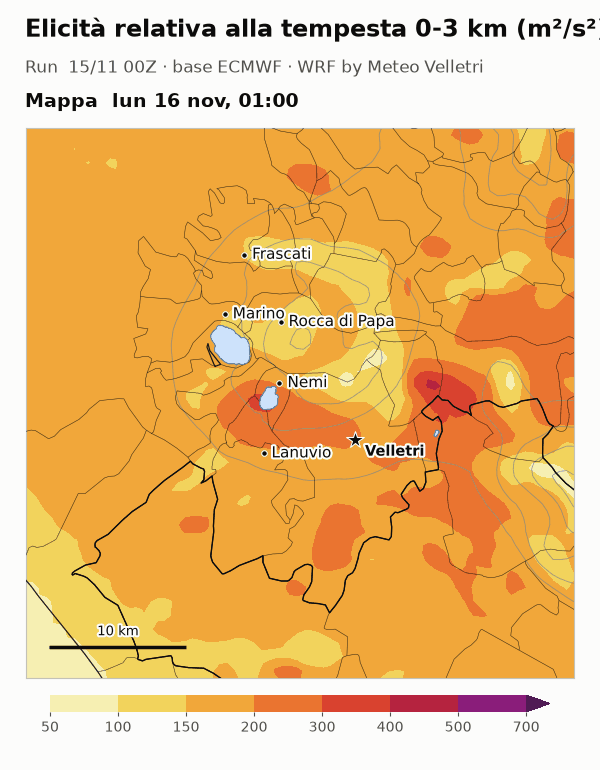 Elicità relativa alla tempesta 0-3 km (m²/s²)
Run  15/11 00Z · base ECMWF · WRF by Meteo Velletri
Mappa  lun 16 nov, 01:00
Frascati
Marino
Rocca di Papa
Nemi
Velletri
Lanuvio
10 km
50 100 150 200 300 400 500 700